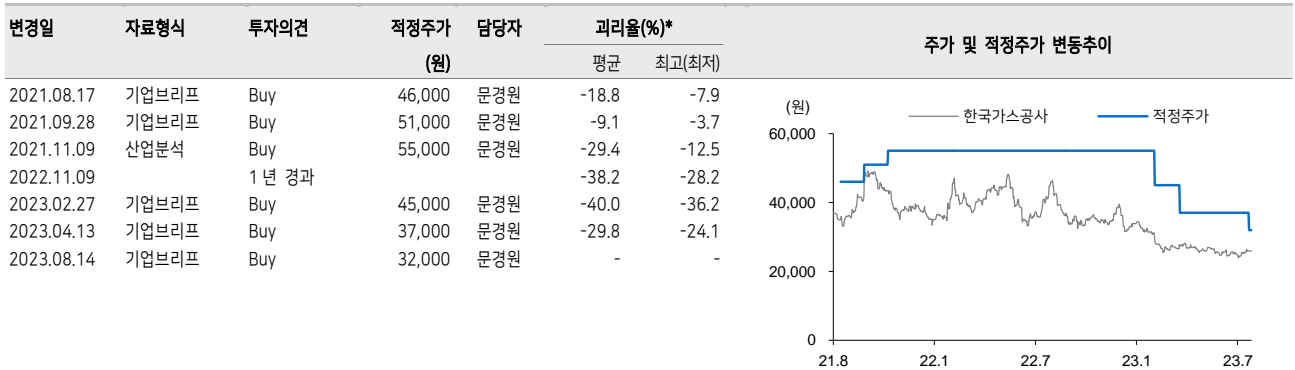 변경일 자료형식 투자의견 적정주가 담당자 괴리율(%)* 주가 및 적정주가 변동추이
(원) 평균 최고(최저)
2021.08.17 기업브리프 Buy 46,000 문경원 -18.8 -7.9
2021.09.28 기업브리프 Buy 51,000 문경원 -9.1 -3.7
2021.11.09 산업분석 Buy 55,000 문경원 -29.4 -12.5
2022.11.09 1년 경과 -38.2 -28.2
2023.02.27 기업브리프 Buy 45,000 문경원 -40.0 -36.2
2023.04.13 기업브리프 Buy 37,000 문경원 -29.8 -24.1
2023.08.14 기업브리프 Buy 32,000 문경원 - -
(원) 한국가스공사 적정주가
60,000
40,000
20,000
0
21.8 22.1 22.7 23.1 23.7